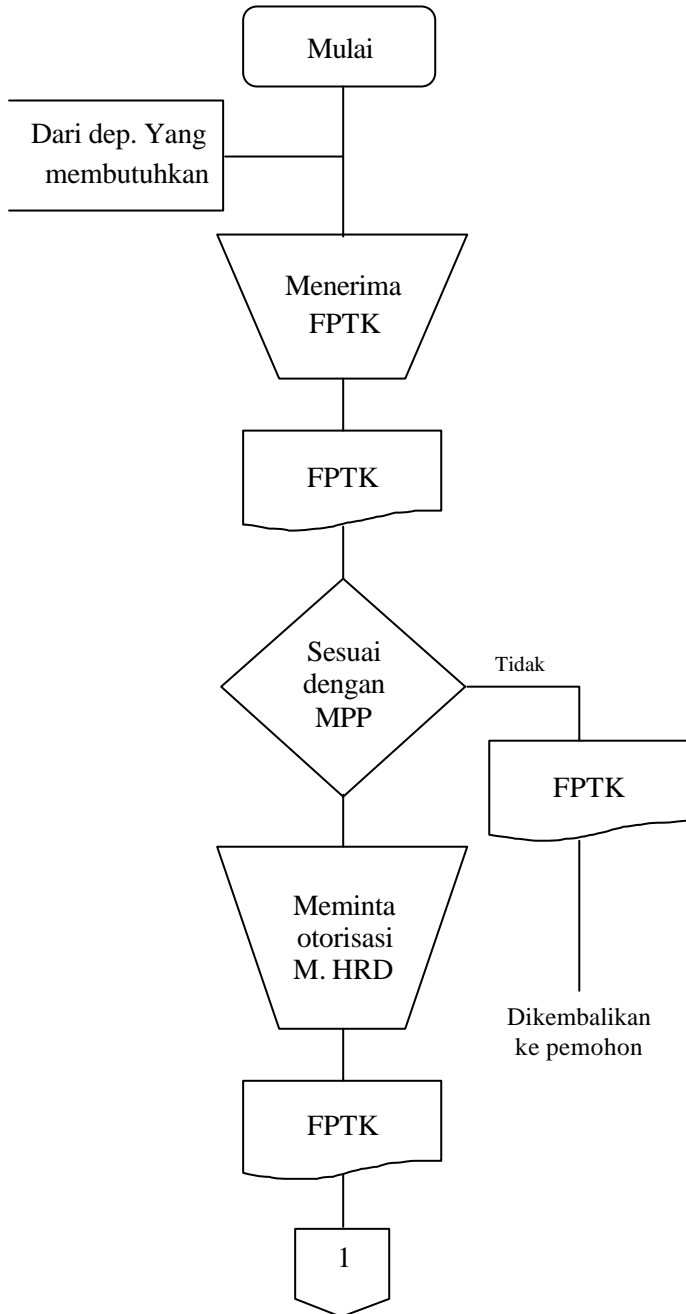 Mulai
Dari dep. Yang
membutuhkan
Menerima
FPTK
FPTK
Sesuai
dengan
MPP
Tidak
FPTK
Meminta
otorisasi
M. HRD
Dikembalikan
ke pemohon
FPTK
1